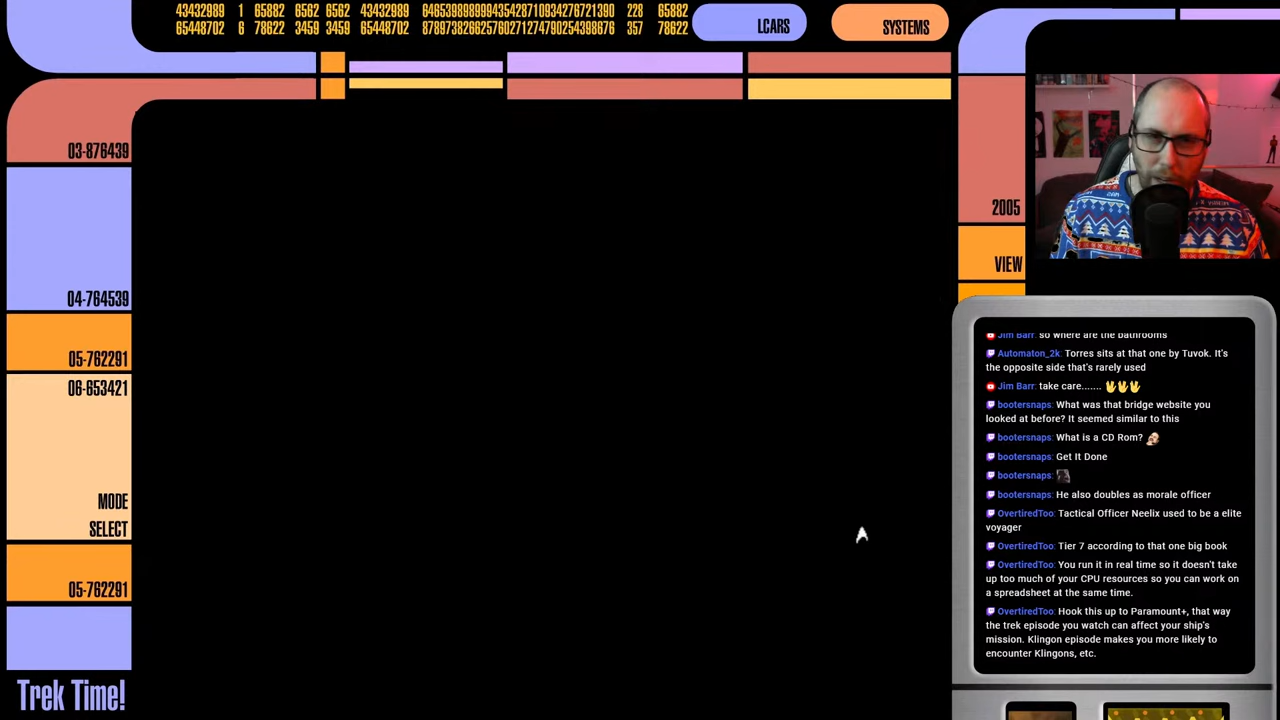 43432989 1 65882 6562 6562 43432989 64653989899435428710934276721390 228 65882
65448702 6 78622 3459 3459 65448702 87897382662576027127479025439876 357 78622
LCARS
SYSTEMS
03-876439
04-764539
05-762291
06-653421
MODE
SELECT
05-762291
Trek Time!
2005
VIEW
Jim Barr: so where are the bathrooms
Automaton_2k: Torres sits at that one by Tuvok. It's
the opposite side that's rarely used
Jim Barr: take care....... 🖖🖖🖖
bootersnaps: What was that bridge website you
looked at before? It seemed similar to this
bootersnaps: What is a CD Rom?
bootersnaps: Get It Done
bootersnaps:
bootersnaps: He also doubles as morale officer
OvertiredToo: Tactical Officer Neelix used to be a elite
voyager
OvertiredToo: Tier 7 according to that one big book
OvertiredToo: You run it in real time so it doesn't take
up too much of your CPU resources so you can work on
a spreadsheet at the same time.
OvertiredToo: Hook this up to Paramount+, that way
the trek episode you watch can affect your ship's
mission. Klingon episode makes you more likely to
encounter Klingons, etc.